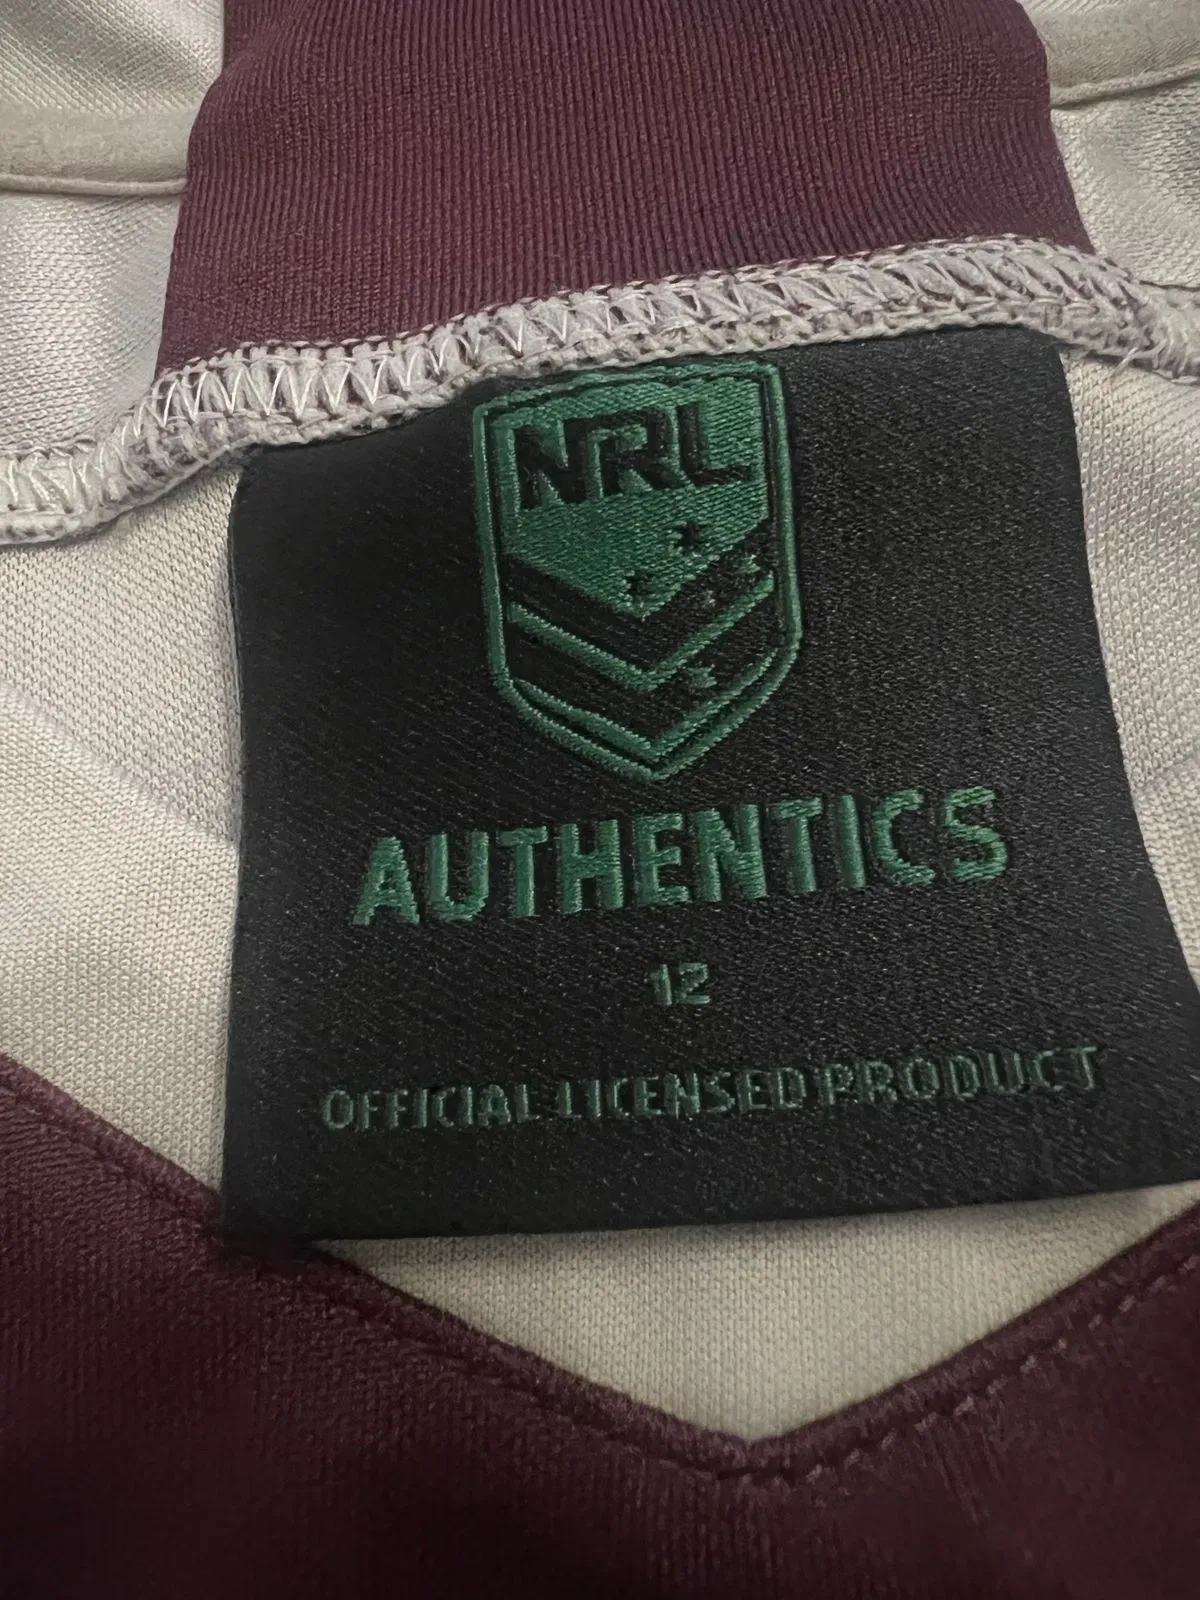 NRL
AUTHENTICS
12
OFFICIAL LICENSED PRODUCT